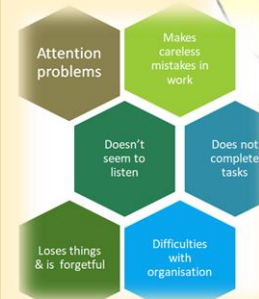 Attention
problems
Makes
careless
mistakes in
work
Doesn't
seem to
listen
Does not
complete
tasks
Loses things
& is forgetful
Difficulties
with
organisation